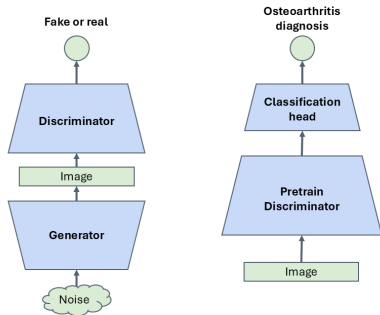 Fake or real
Discriminator
Image
Generator
Noise
Osteoarthritis
diagnosis
Classification
head
Pretrain
Discriminator
Image